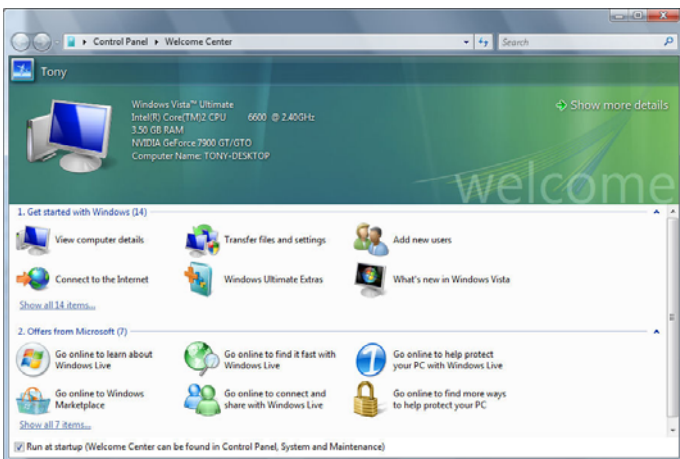 Control Panel ▸ Welcome Center
Search
Tony
Windows Vista™ Ultimate
Intel(R) Core(TM)2 CPU 6600 @ 2.40GHz
3.50 GB RAM
NVIDIA GeForce 7900 GT/GTO
Computer Name: TONY-DESKTOP
Show more details
welcome
1. Get started with Windows (14)
View computer details
Transfer files and settings
Add new users
Connect to the Internet
Windows Ultimate Extras
What's new in Windows Vista
Show all 14 items...
2. Offers from Microsoft (7)
Go online to learn about
Windows Live
Go online to find it fast with
Windows Live
Go online to help protect
your PC with Windows Live
Go online to Windows
Marketplace
Go online to connect and
share with Windows Live
Go online to find more ways
to help protect your PC
Show all 7 items...
Run at startup (Welcome Center can be found in Control Panel, System and Maintenance)